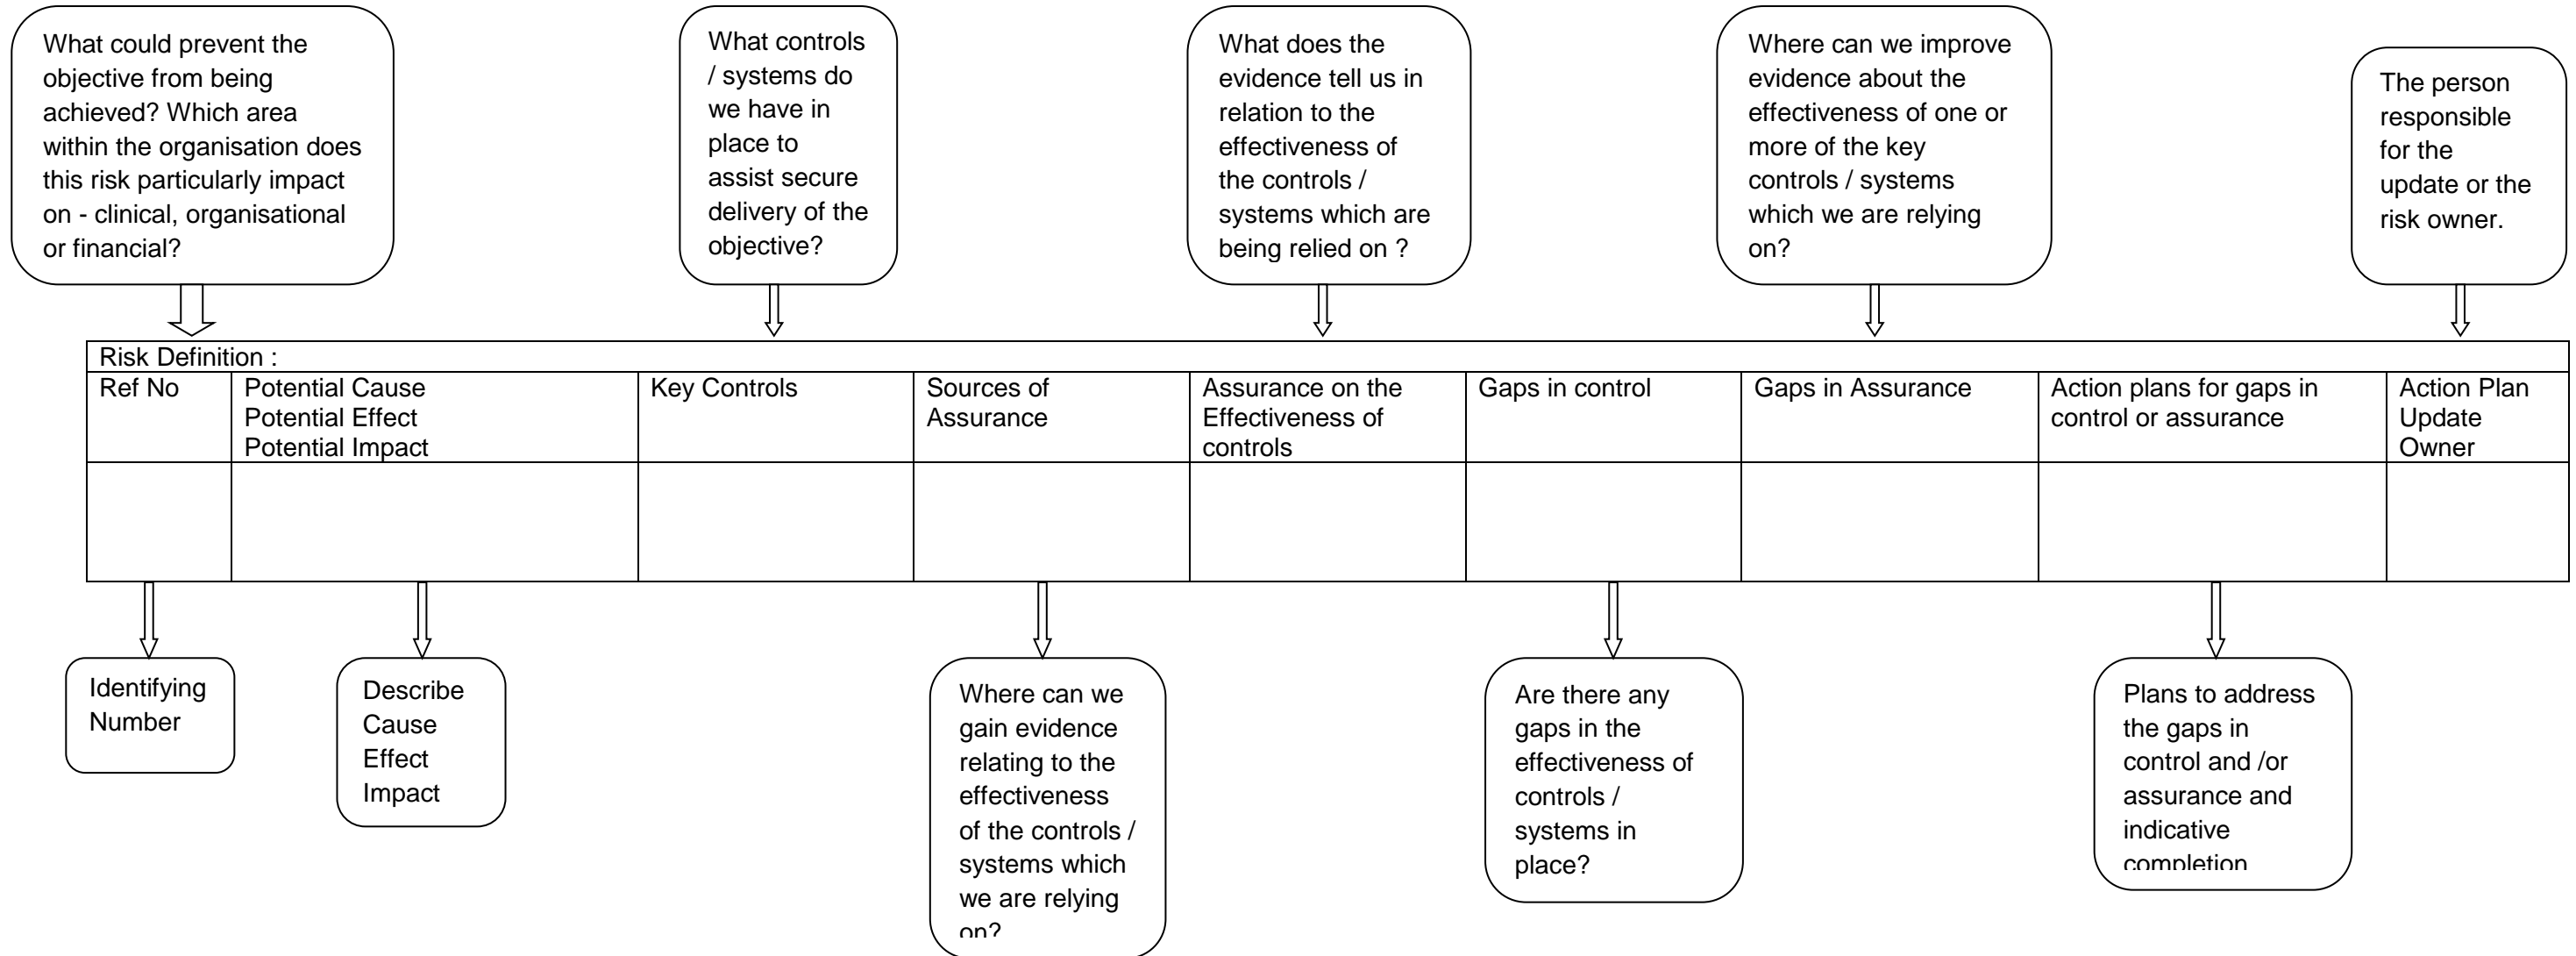 What could prevent the
objective from being
achieved? Which area
within the organisation does
this risk particularly impact
on - clinical, organisational
or financial?
What controls
/ systems do
we have in
place to
assist secure
delivery of the
objective?
What does the
evidence tell us in
relation to the
effectiveness of
the controls /
systems which are
being relied on ?
Where can we improve
evidence about the
effectiveness of one or
more of the key
controls / systems
which we are relying
on?
The person
responsible
for the
update or the
risk owner.
Risk Definition :
Ref No
Potential Cause
Potential Effect
Potential Impact
Key Controls
Sources of
Assurance
Assurance on the
Effectiveness of
controls
Gaps in control
Gaps in Assurance
Action plans for gaps in
control or assurance
Action Plan
Update
Owner
Identifying
Number
Describe
Cause
Effect
Impact
Where can we
gain evidence
relating to the
effectiveness
of the controls /
systems which
we are relying
on?
Are there any
gaps in the
effectiveness of
controls /
systems in
place?
Plans to address
the gaps in
control and /or
assurance and
indicative
completion